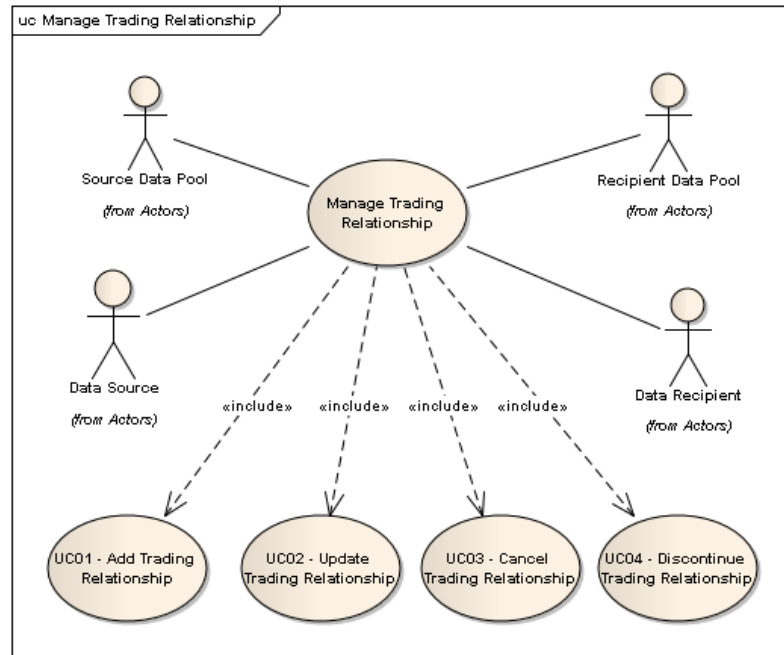 uc Manage Trading Relationship
Source Data Pool
(from Actors)
Recipient Data Pool
(from Actors)
Manage Trading
Relationship
Data Source
(from Actors)
Data Recipient
(from Actors)
«include»
«include»
«include»
«include»
UC01 - Add Trading
Relationship
UC02 - Update
Trading Relationship
UC03 - Cancel
Trading Relationship
UC04 - Discontinue
Trading Relationship